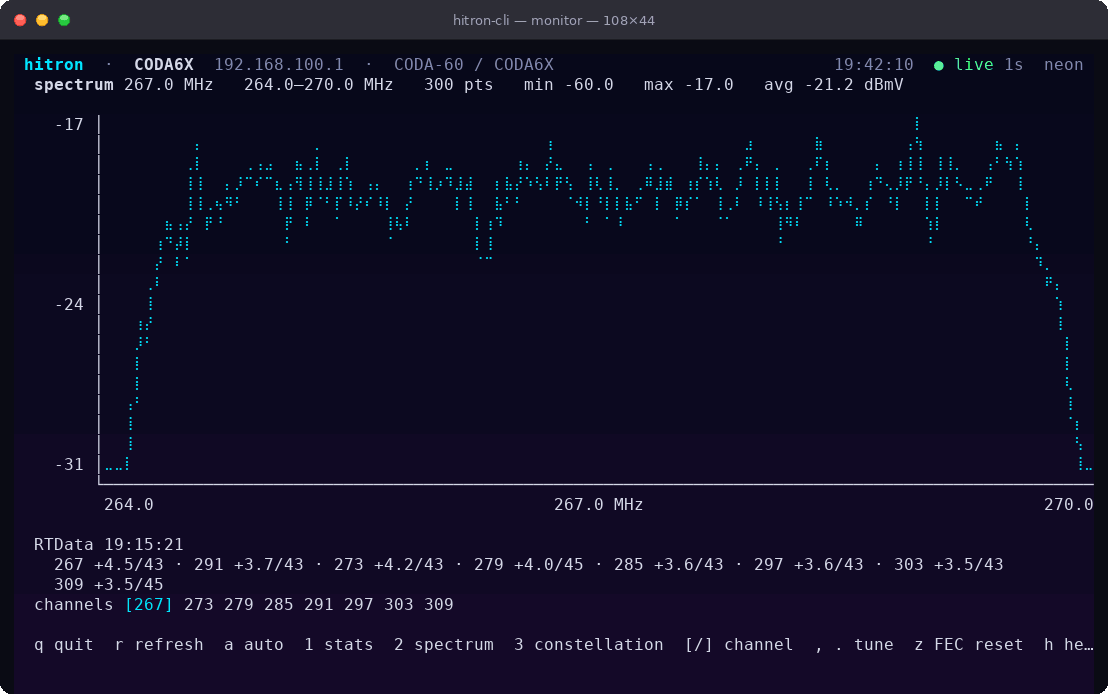 hitron-cli — monitor — 108×44
hitron · CODA6X 192.168.100.1 · CODA-60 / CODA6X 19:42:10 ● live 1s neon
spectrum 267.0 MHz 264.0–270.0 MHz 300 pts min -60.0 max -17.0 avg -21.2 dBmV
-17
-24
-31
264.0 267.0 MHz 270.0
RTData 19:15:21
267 +4.5/43 · 291 +3.7/43 · 273 +4.2/43 · 279 +4.0/45 · 285 +3.6/43 · 297 +3.6/43 · 303 +3.5/43
309 +3.5/45
channels [267] 273 279 285 291 297 303 309
q quit r refresh a auto 1 stats 2 spectrum 3 constellation [/] channel , . tune z FEC reset h he…